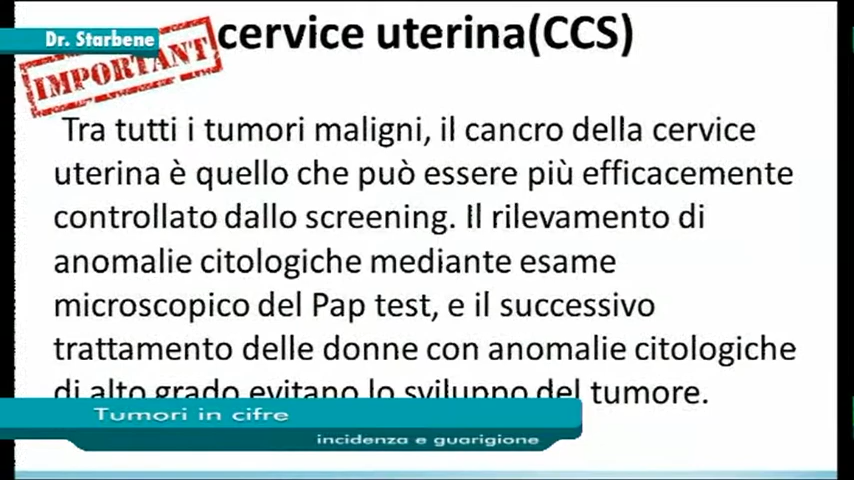 cervice uterina(CCS)
Dr. Starbene
IMPORTANT
Tra tutti i tumori maligni, il cancro della cervice
uterina è quello che può essere più efficacemente
controllato dallo screening. Il rilevamento di
anomalie citologiche mediante esame
microscopico del Pap test, e il successivo
trattamento delle donne con anomalie citologiche
di alto grado evitano lo sviluppo del tumore.
Tumori in cifre
incidenza e guarigione